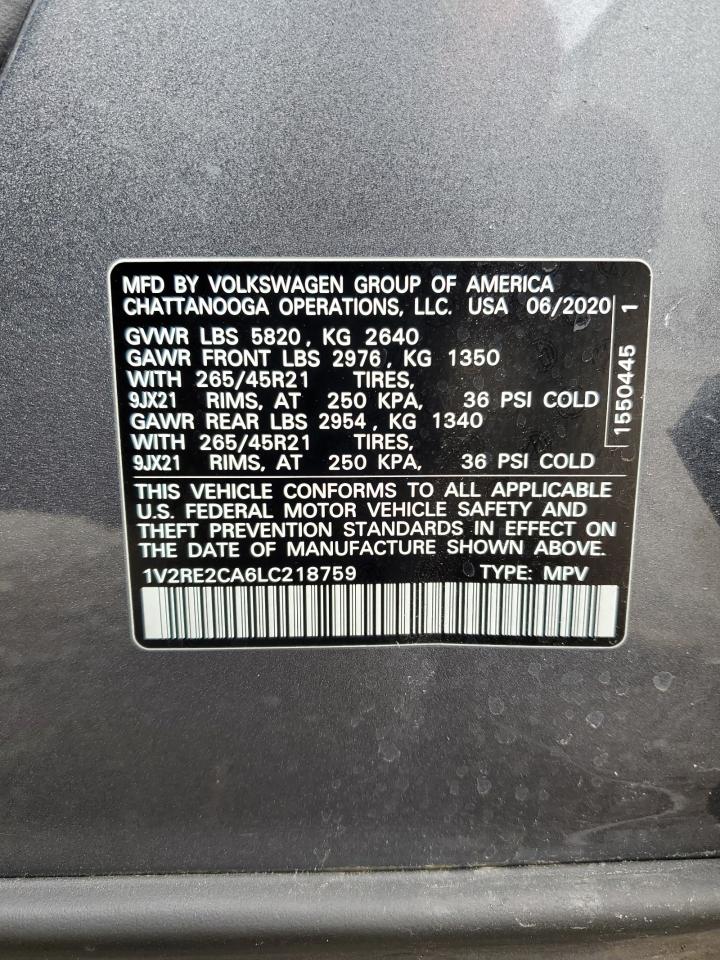 MFD BY VOLKSWAGEN GROUP OF AMERICA
CHATTANOOGA OPERATIONS, LLC. USA 06/2020
GVWR LBS 5820, KG 2640
GAWR FRONT LBS 2976, KG 1350
WITH 265/45R21 TIRES,
9JX21 RIMS, AT 250 KPA, 36 PSI COLD
GAWR REAR LBS 2954, KG 1340
WITH 265/45R21 TIRES,
9JX21 RIMS, AT 250 KPA, 36 PSI COLD
1550445 1
THIS VEHICLE CONFORMS TO ALL APPLICABLE
U.S. FEDERAL MOTOR VEHICLE SAFETY AND
THEFT PREVENTION STANDARDS IN EFFECT ON
THE DATE OF MANUFACTURE SHOWN ABOVE.
1V2RE2CA6LC218759 TYPE: MPV